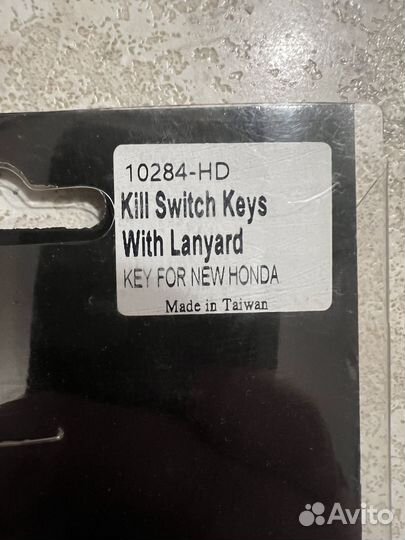 10284-HD
Kill Switch Keys
With Lanyard
KEY FOR NEW HONDA
Made in Taiwan
Avito